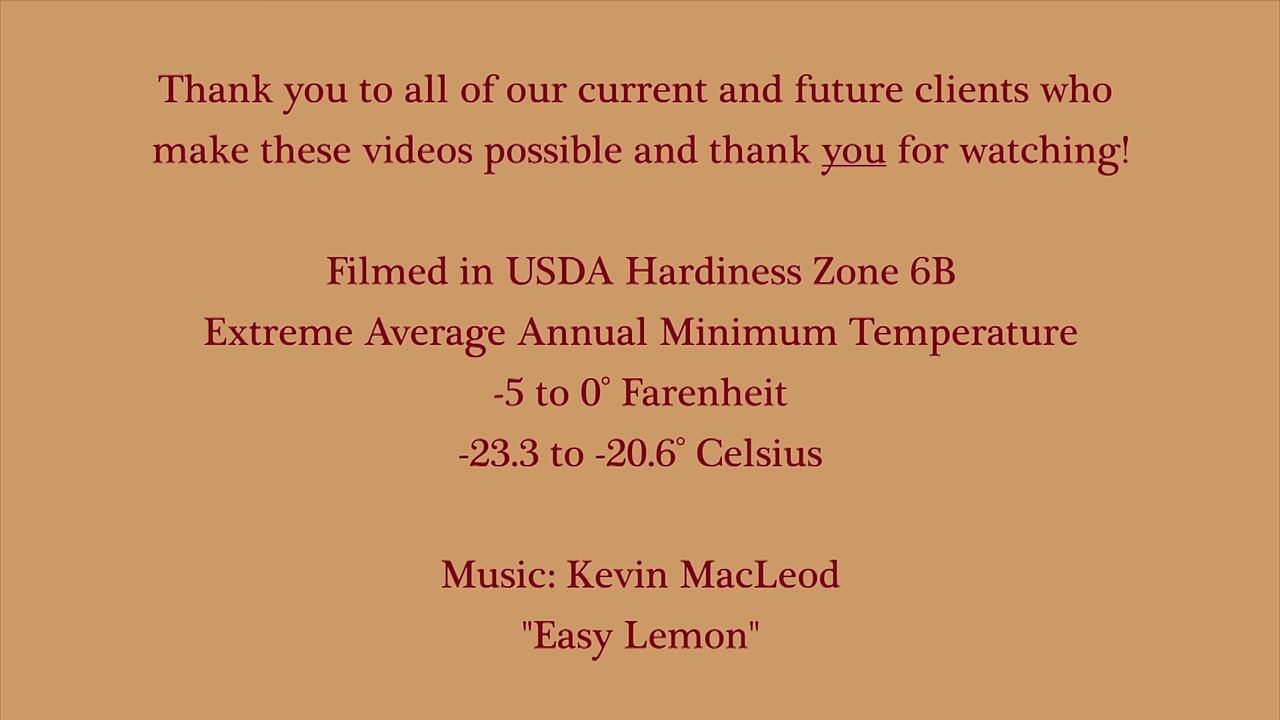 Thank you to all of our current and future clients who
make these videos possible and thank you for watching!
Filmed in USDA Hardiness Zone 6B
Extreme Average Annual Minimum Temperature
-5 to 0° Farenheit
-23.3 to -20.6° Celsius
Music: Kevin MacLeod
"Easy Lemon"